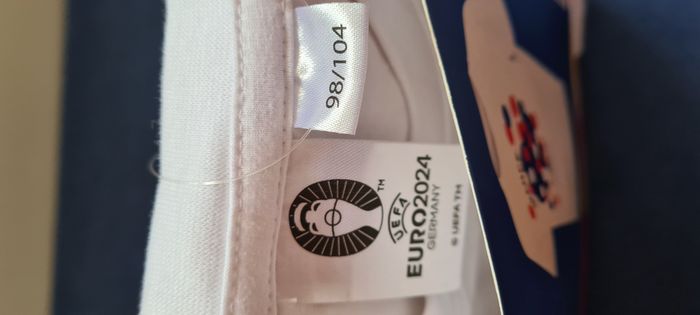 98/104
TM
UEFA
EURO2024
GERMANY
© UEFA TM